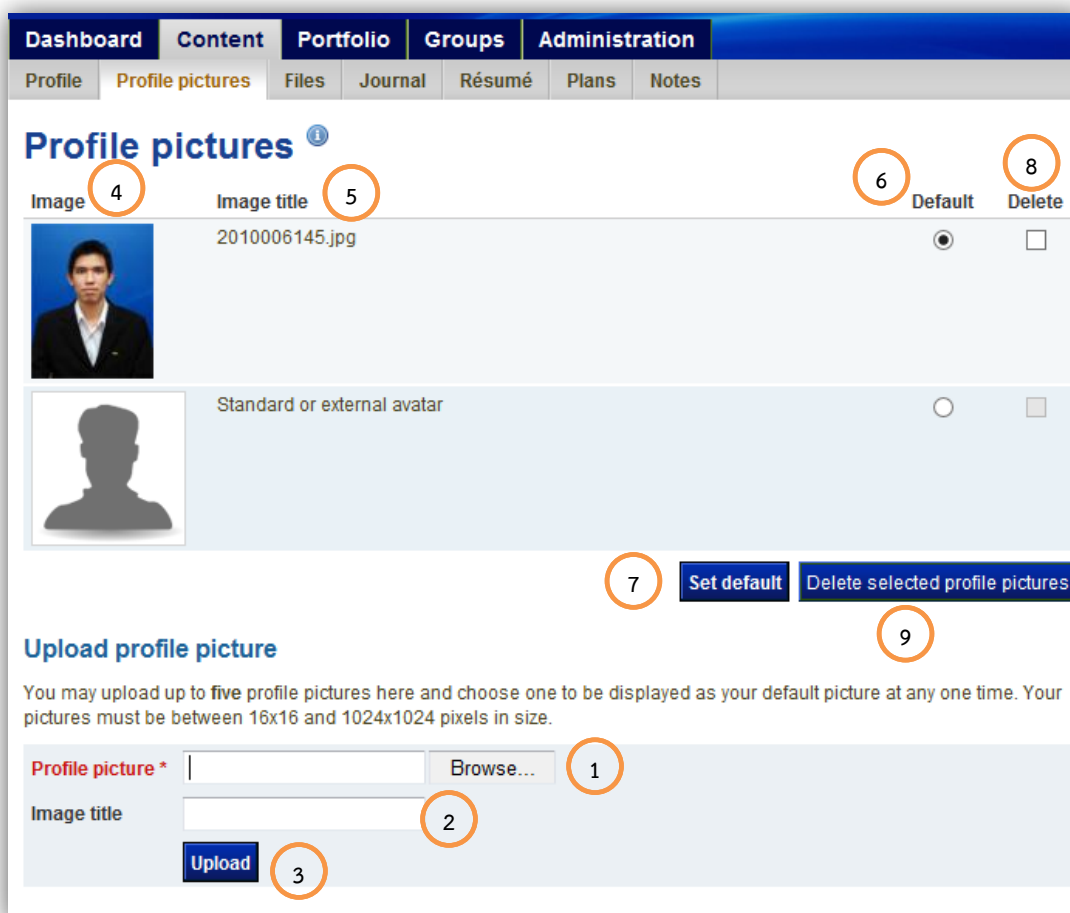 Dashboard Content Portfolio Groups Administration
Profile Profile pictures Files Journal Résumé Plans Notes
Profile pictures i
4 5 6 8
Image Image title Default Delete
2010006145.jpg
Standard or external avatar
7 Set default Delete selected profile pictures
9
Upload profile picture
You may upload up to five profile pictures here and choose one to be displayed as your default picture at any one time. Your
pictures must be between 16x16 and 1024x1024 pixels in size.
Profile picture * Browse... 1
Image title 2
Upload 3